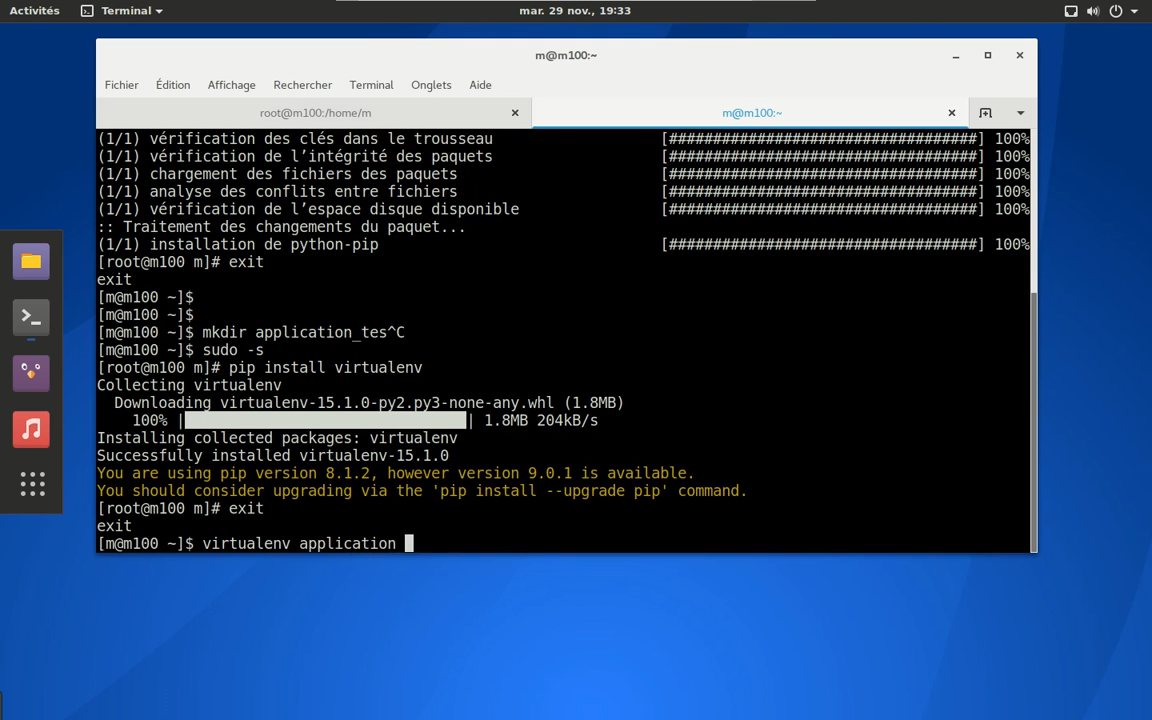 Activités Terminal mar. 29 nov., 19:33
m@m100:~
Fichier Édition Affichage Rechercher Terminal Onglets Aide
root@m100:/home/m m@m100:~
(1/1) vérification des clés dans le trousseau [###################################] 100%
(1/1) vérification de l’intégrité des paquets [###################################] 100%
(1/1) chargement des fichiers des paquets [###################################] 100%
(1/1) analyse des conflits entre fichiers [###################################] 100%
(1/1) vérification de l’espace disque disponible [###################################] 100%
:: Traitement des changements du paquet...
(1/1) installation de python-pip [###################################] 100%
[root@m100 m]# exit
exit
[m@m100 ~]$
[m@m100 ~]$
[m@m100 ~]$ mkdir application_tes^C
[m@m100 ~]$ sudo -s
[root@m100 m]# pip install virtualenv
Collecting virtualenv
Downloading virtualenv-15.1.0-py2.py3-none-any.whl (1.8MB)
100% |████████████████████████████████| 1.8MB 204kB/s
Installing collected packages: virtualenv
Successfully installed virtualenv-15.1.0
You are using pip version 8.1.2, however version 9.0.1 is available.
You should consider upgrading via the 'pip install --upgrade pip' command.
[root@m100 m]# exit
exit
[m@m100 ~]$ virtualenv application